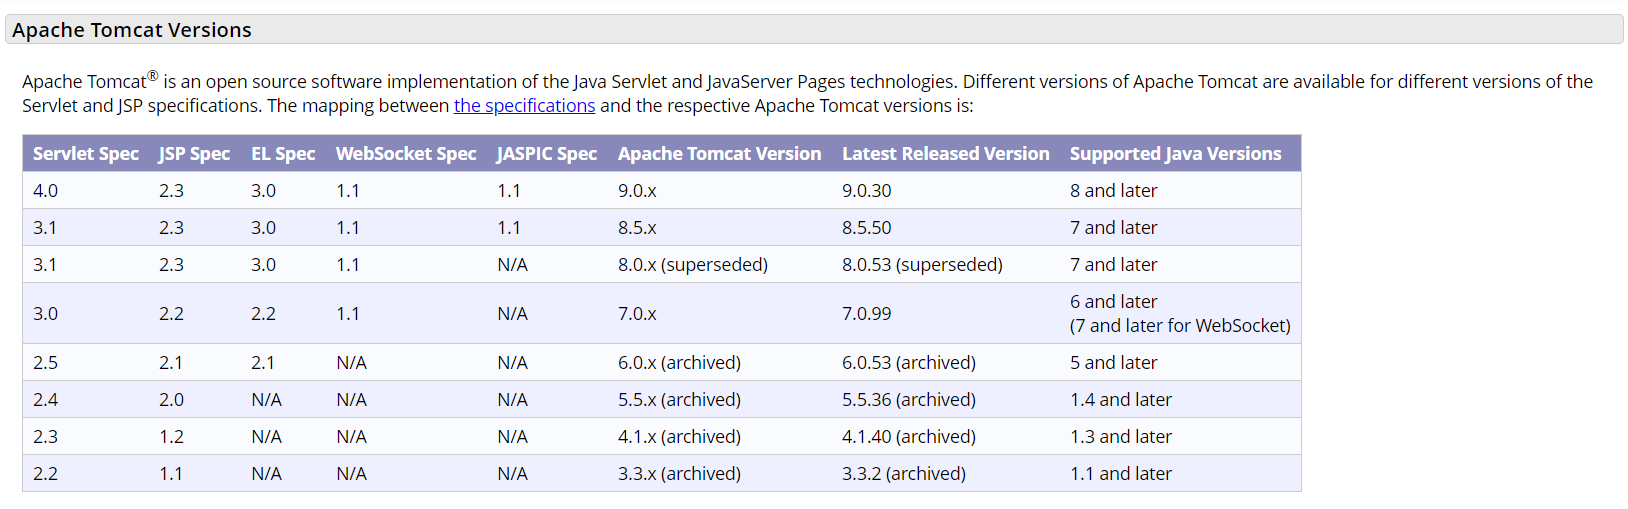 Apache Tomcat Versions
Apache Tomcat® is an open source software implementation of the Java Servlet and JavaServer Pages technologies. Different versions of Apache Tomcat are available for different versions of the
Servlet and JSP specifications. The mapping between the specifications and the respective Apache Tomcat versions is:
Servlet Spec JSP Spec EL Spec WebSocket Spec JASPIC Spec Apache Tomcat Version Latest Released Version Supported Java Versions
4.0 2.3 3.0 1.1 1.1 9.0.x 9.0.30 8 and later
3.1 2.3 3.0 1.1 1.1 8.5.x 8.5.50 7 and later
3.1 2.3 3.0 1.1 N/A 8.0.x (superseded) 8.0.53 (superseded) 7 and later
3.0 2.2 2.2 1.1 N/A 7.0.x 7.0.99 6 and later
(7 and later for WebSocket)
2.5 2.1 2.1 N/A N/A 6.0.x (archived) 6.0.53 (archived) 5 and later
2.4 2.0 N/A N/A N/A 5.5.x (archived) 5.5.36 (archived) 1.4 and later
2.3 1.2 N/A N/A N/A 4.1.x (archived) 4.1.40 (archived) 1.3 and later
2.2 1.1 N/A N/A N/A 3.3.x (archived) 3.3.2 (archived) 1.1 and later